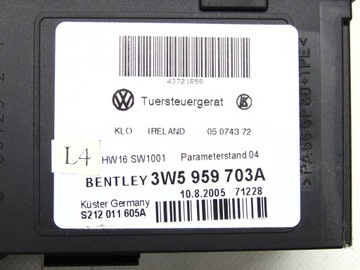 43721656
Tuersteuergerat
KLO IRELAND 05 0743 72
L4
HW16 SW1001 Parameterstand 04
BENTLEY 3W5 959 703A
10.8.2005 71228
Küster Germany
S212 011 605A